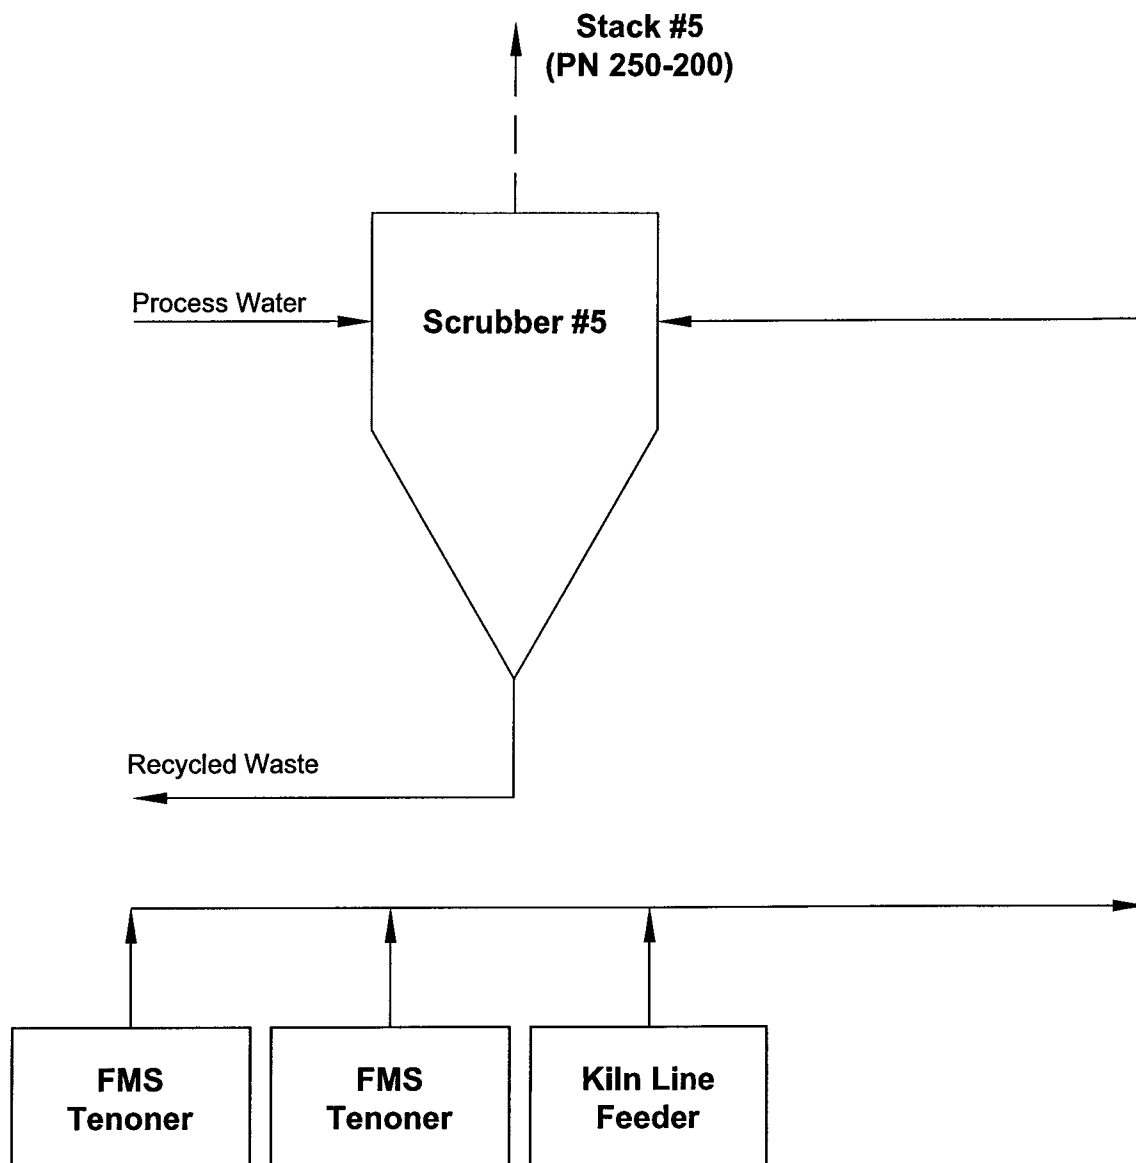 Stack #5
(PN 250-200)
Process Water
Scrubber #5
Recycled Waste
FMS
Tenoner
FMS
Tenoner
Kiln Line
Feeder